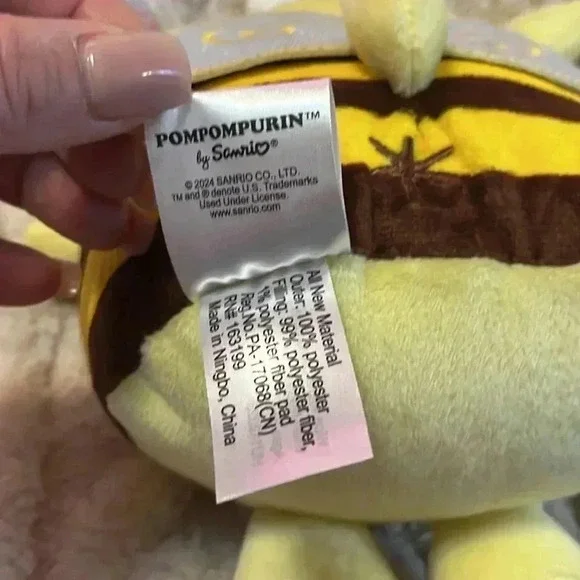 POMPOMPURIN™
by Sanrio®
© 2024 SANRIO CO., LTD.
TM and ® denote U.S. Trademarks
Used Under License.
www.sanrio.com
All New Material
Outer: 100% polyester
Filling: 99% polyester fiber,
1% polyester fiber pad
Reg.No.PA-17068(CN)
RN# 163199
Made in Ningbo, China